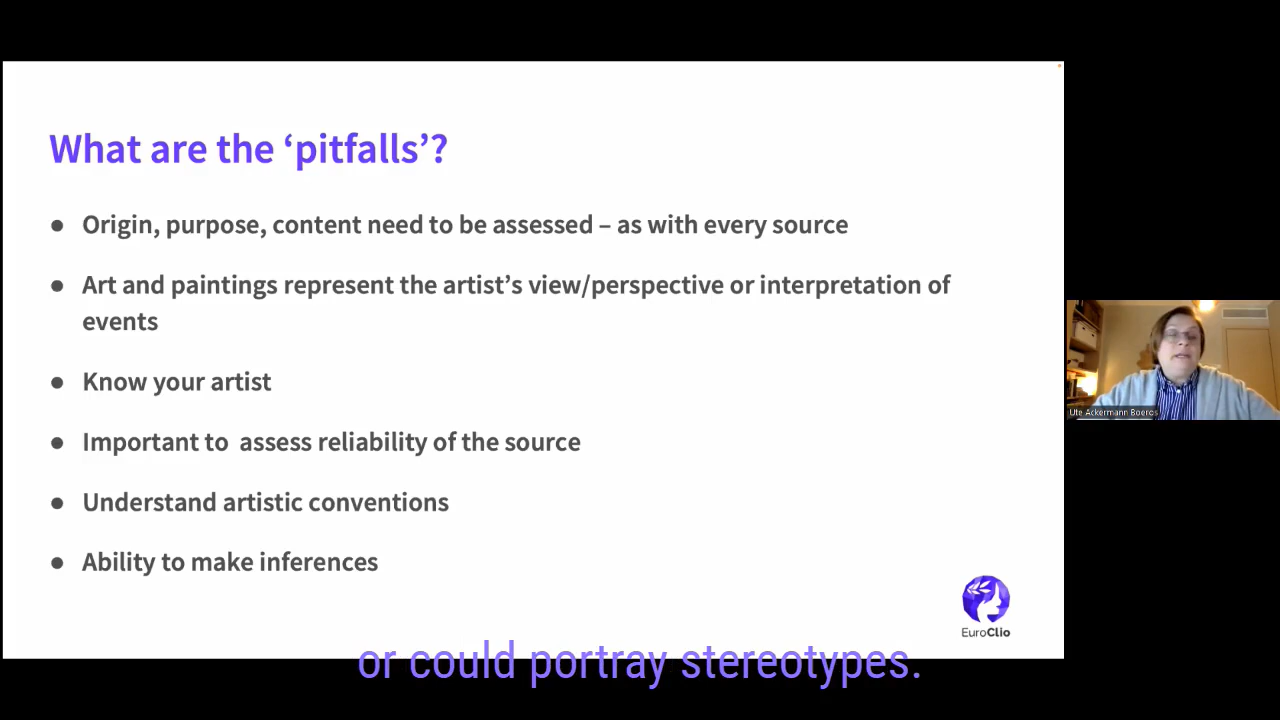 What are the ‘pitfalls’?
● Origin, purpose, content need to be assessed – as with every source
● Art and paintings represent the artist’s view/perspective or interpretation of
events
● Know your artist
● Important to  assess reliability of the source
● Understand artistic conventions
● Ability to make inferences
Ute Ackermann Boeros
EuroClio
or could portray stereotypes.